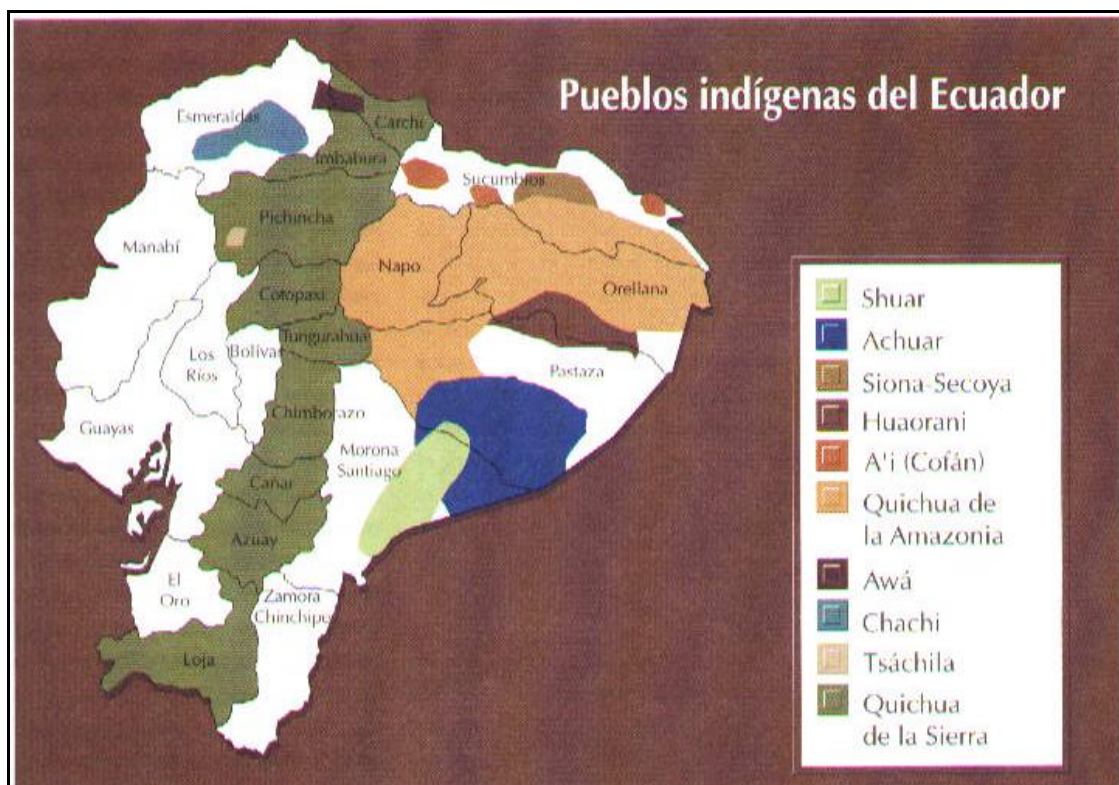 Pueblos indígenas del Ecuador
Esmeraldas
Carchi
Imbabura
Sucumbios
Pichincha
Manabí
Napo
Orellana
Cotopaxi
Tungurahua
Los
Ríos
Bolívar
Pastaza
Chimborazo
Guayas
Morona
Santiago
Cañar
Azuay
El
Oro
Zamora
Chinchipe
Loja
Shuar
Achuar
Siona-Secoya
Huaorani
A'i (Cofán)
Quichua de
la Amazonia
Awá
Chachi
Tsáchila
Quichua
de la Sierra